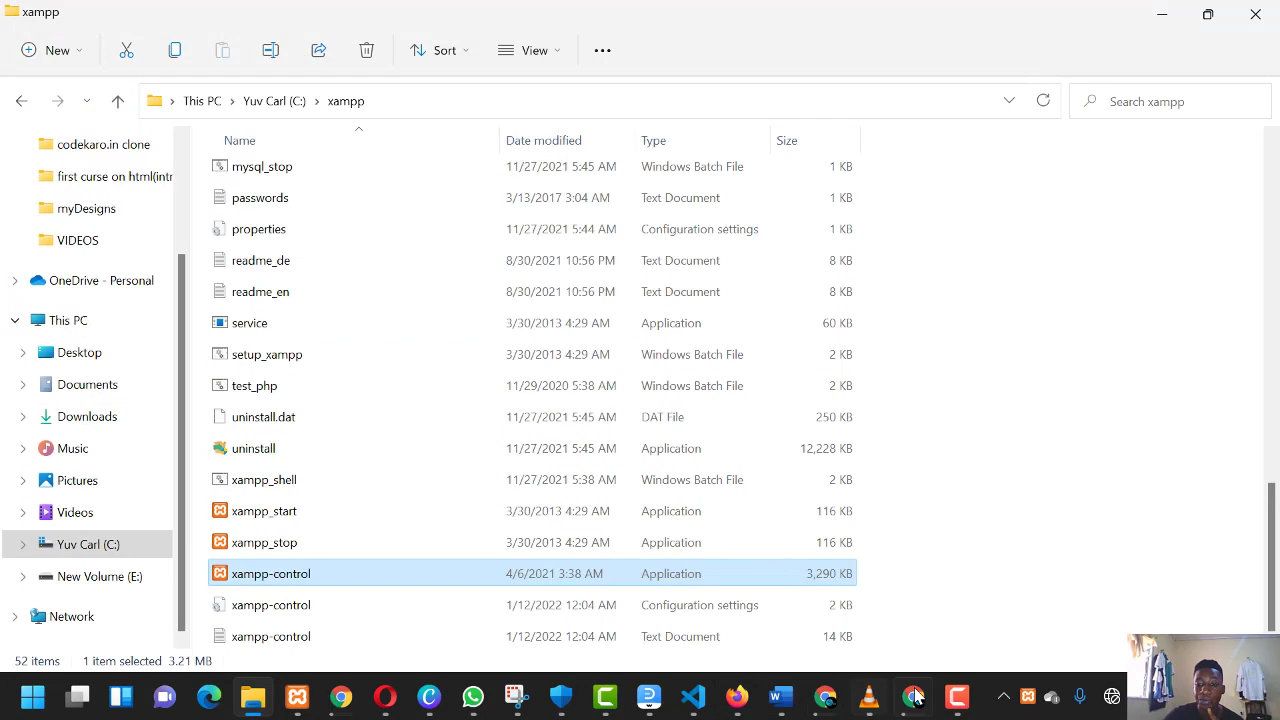 xampp
New
Sort
View
This PC
Yuv Carl (C:)
xampp
Search xampp
Name
Date modified
Type
Size
codekaro.in clone
first curse on html(intr
myDesigns
VIDEOS
OneDrive - Personal
This PC
Desktop
Documents
Downloads
Music
Pictures
Videos
Yuv Carl (C:)
New Volume (E:)
Network
mysql_stop 11/27/2021 5:45 AM Windows Batch File 1 KB
passwords 3/13/2017 3:04 AM Text Document 1 KB
properties 11/27/2021 5:44 AM Configuration settings 1 KB
readme_de 8/30/2021 10:56 PM Text Document 8 KB
readme_en 8/30/2021 10:56 PM Text Document 8 KB
service 3/30/2013 4:29 AM Application 60 KB
setup_xampp 3/30/2013 4:29 AM Windows Batch File 2 KB
test_php 11/29/2020 5:38 AM Windows Batch File 2 KB
uninstall.dat 11/27/2021 5:45 AM DAT File 250 KB
uninstall 11/27/2021 5:45 AM Application 12,228 KB
xampp_shell 11/27/2021 5:38 AM Windows Batch File 2 KB
xampp_start 3/30/2013 4:29 AM Application 116 KB
xampp_stop 3/30/2013 4:29 AM Application 116 KB
xampp-control 4/6/2021 3:38 AM Application 3,290 KB
xampp-control 1/12/2022 12:04 AM Configuration settings 2 KB
xampp-control 1/12/2022 12:04 AM Text Document 14 KB
52 items 1 item selected 3.21 MB